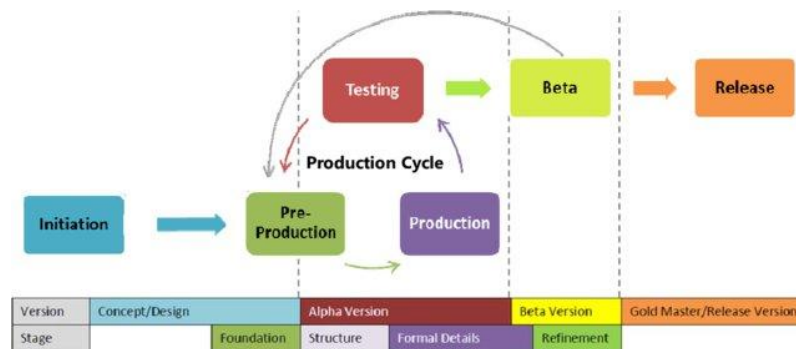 Testing
Beta
Release
Production Cycle
Initiation
Pre-
Production
Production
Version
Concept/Design
Alpha Version
Beta Version
Gold Master/Release Version
Stage
Foundation
Structure
Formal Details
Refinement